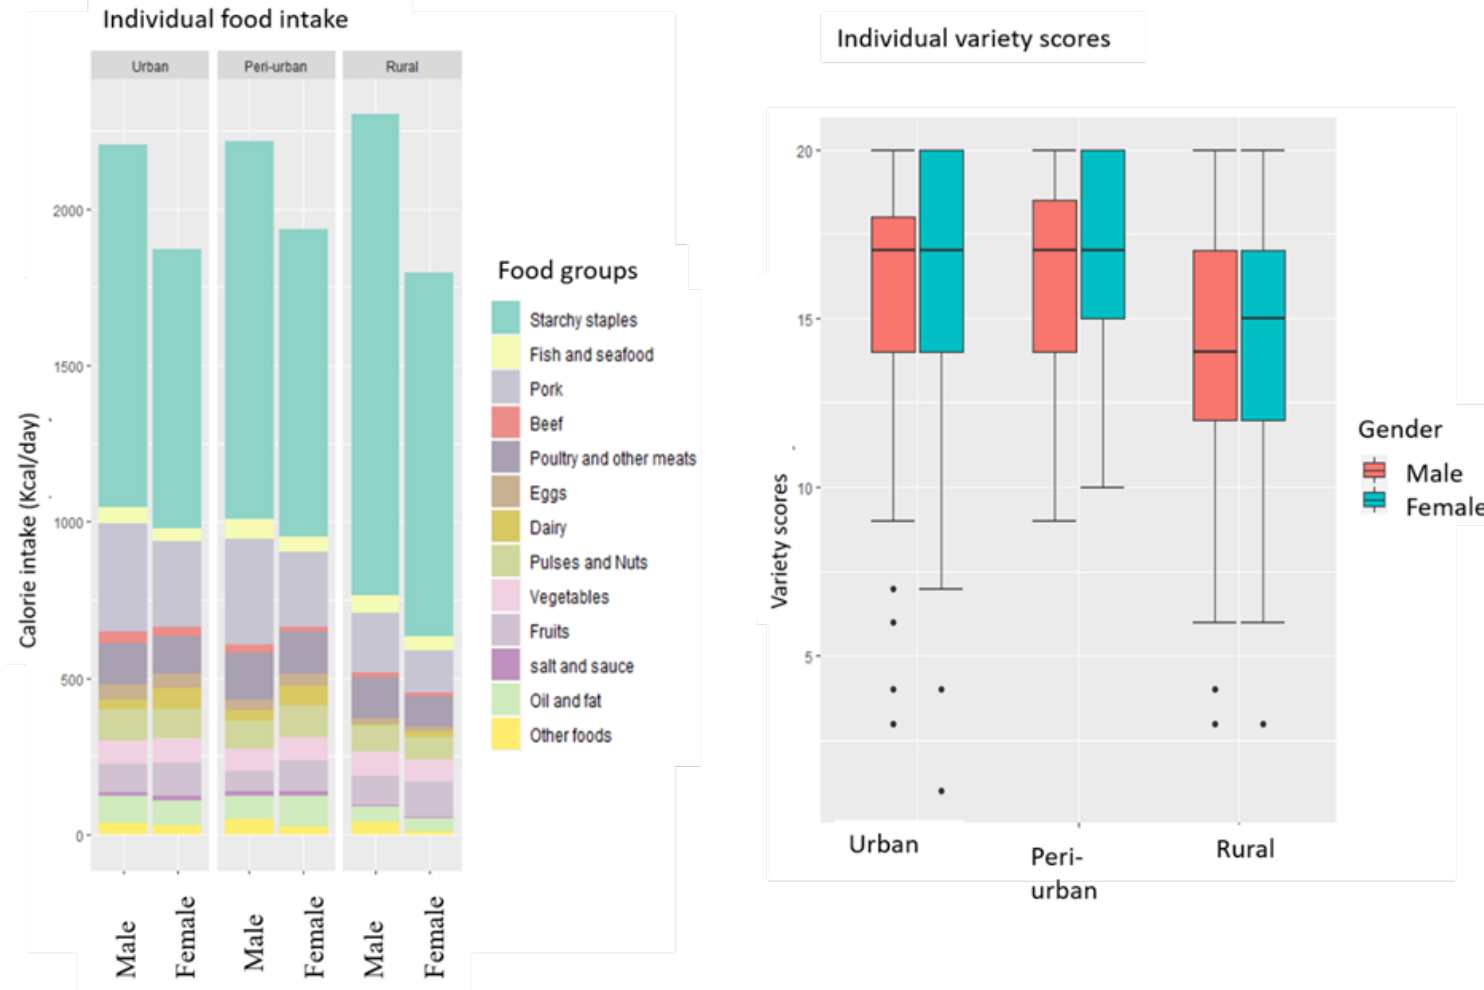 Individual food intake
Urban
Peri-urban
Rural
Calorie intake (Kcal/day)
2000
1500
1000
500
0
Male
Female
Male
Female
Male
Female
Food groups
Starchy staples
Fish and seafood
Pork
Beef
Poultry and other meats
Eggs
Dairy
Pulses and Nuts
Vegetables
Fruits
salt and sauce
Oil and fat
Other foods
Individual variety scores
Variety scores
20
15
10
5
Urban
Peri-
urban
Rural
Gender
Male
Female